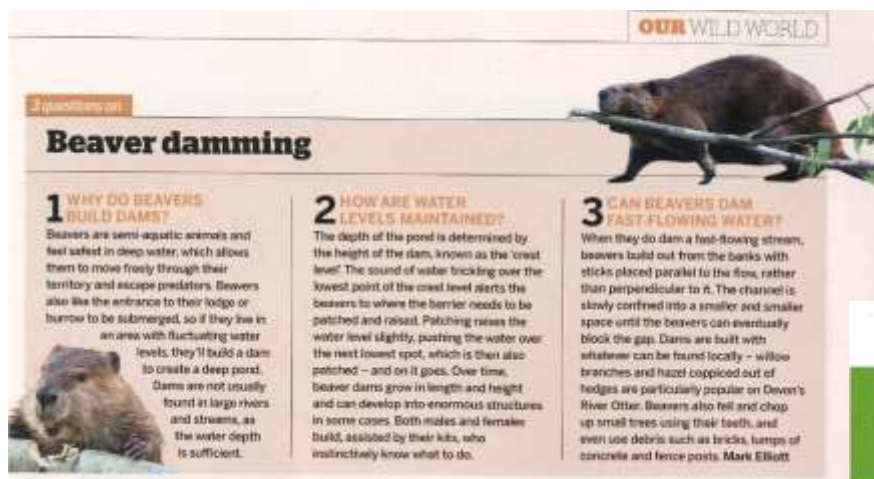 OUR WILD WORLD
3 questions on
Beaver damming
1 WHY DO BEAVERS
BUILD DAMS?
Beavers are semi-aquatic animals and
feel safest in deep water, which allows
them to move freely through their
territory and escape predators. Beavers
also like the entrance to their lodge or
burrow to be submerged, so if they live in
an area with fluctuating water
levels, they'll build a dam
to create a deep pond.
Dams are not usually
found in large rivers
and streams, as
the water depth
is sufficient.
2 HOW ARE WATER
LEVELS MAINTAINED?
The depth of the pond is determined by
the height of the dam, known as the 'crest
level'. The sound of water trickling over the
lowest point of the crest level alerts the
beavers to where the barrier needs to be
patched and raised. Patching raises the
water level slightly, pushing the water over
the next lowest spot, which is then also
patched – and on it goes. Over time,
beaver dams grow in length and height
and can develop into enormous structures
in some cases. Both males and females
build, assisted by their kits, who
instinctively know what to do.
3 CAN BEAVERS DAM
FAST-FLOWING WATER?
When they do dam a fast-flowing stream,
beavers build out from the banks with
sticks placed parallel to the flow, rather
than perpendicular to it. The channel is
slowly confined into a smaller and smaller
space until the beavers can eventually
block the gap. Dams are built with
whatever can be found locally – willow
branches and hazel coppiced out of
hedges are particularly popular on Devon's
River Otter. Beavers also fell and chop
up small trees using their teeth, and
even use debris such as bricks, lumps of
concrete and fence posts. Mark Elliott